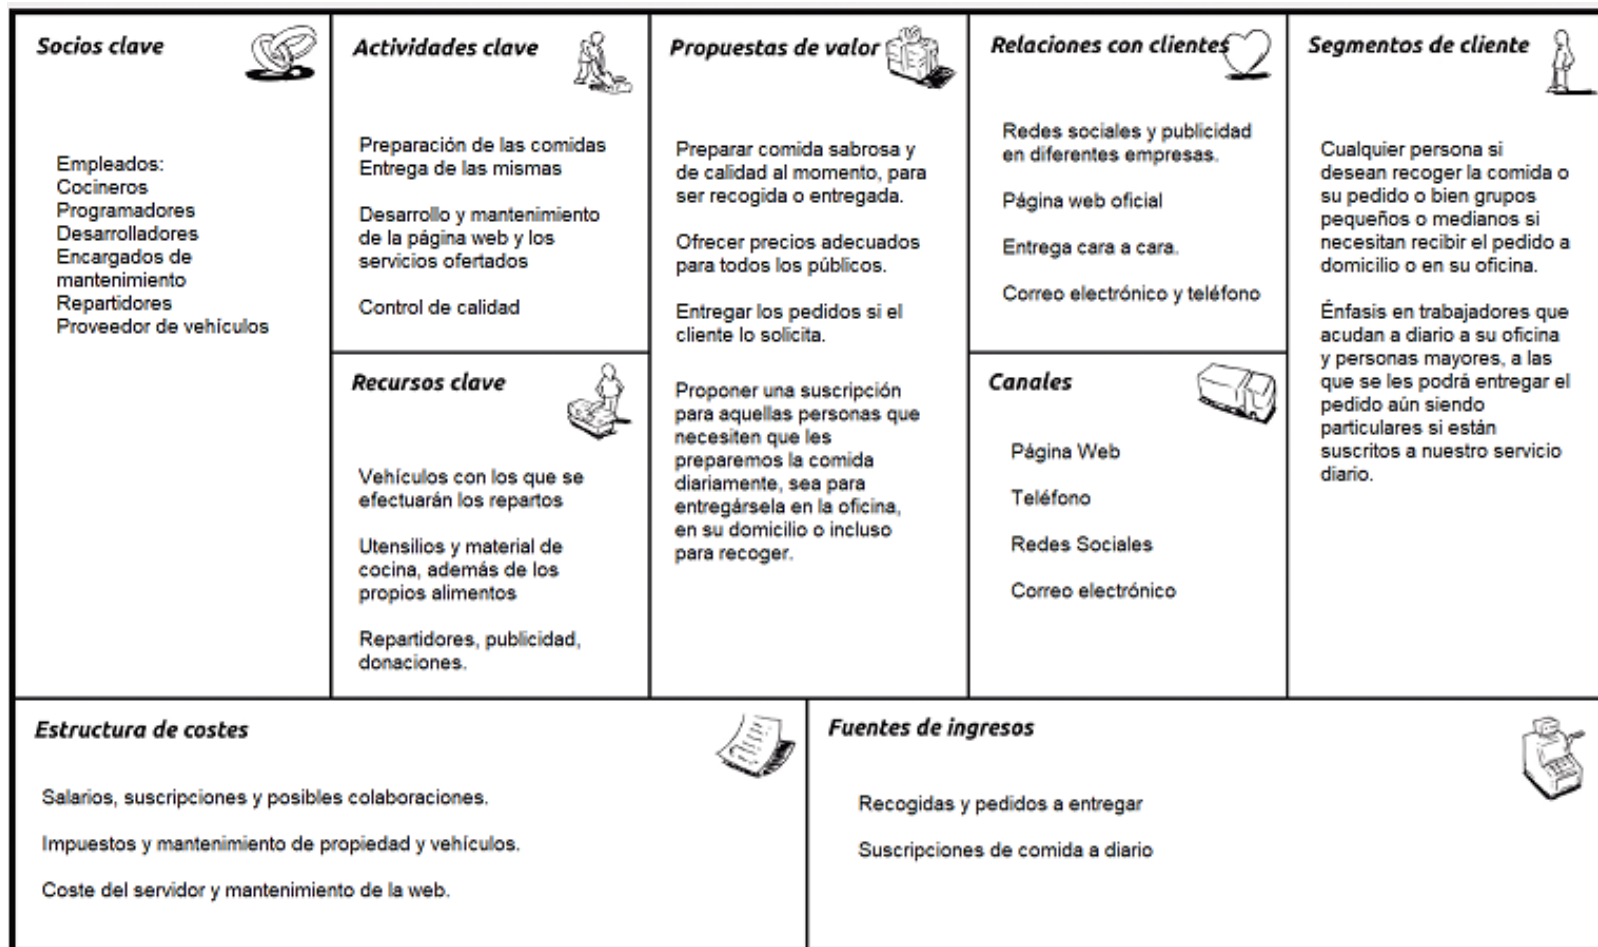 Socios clave
Empleados:
Cocineros
Programadores
Desarrolladores
Encargados de
mantenimiento
Repartidores
Proveedor de vehículos
Actividades clave
Preparación de las comidas
Entrega de las mismas
Desarrollo y mantenimiento
de la página web y los
servicios ofertados
Control de calidad
Recursos clave
Vehículos con los que se
efectuarán los repartos
Utensilios y material de
cocina, además de los
propios alimentos
Repartidores, publicidad,
donaciones.
Propuestas de valor
Preparar comida sabrosa y
de calidad al momento, para
ser recogida o entregada.
Ofrecer precios adecuados
para todos los públicos.
Entregar los pedidos si el
cliente lo solicita.
Proponer una suscripción
para aquellas personas que
necesiten que les
preparemos la comida
diariamente, sea para
entregársela en la oficina,
en su domicilio o incluso
para recoger.
Relaciones con clientes
Redes sociales y publicidad
en diferentes empresas.
Página web oficial
Entrega cara a cara.
Correo electrónico y teléfono
Canales
Página Web
Teléfono
Redes Sociales
Correo electrónico
Segmentos de cliente
Cualquier persona si
desean recoger la comida o
su pedido o bien grupos
pequeños o medianos si
necesitan recibir el pedido a
domicilio o en su oficina.
Énfasis en trabajadores que
acudan a diario a su oficina
y personas mayores, a las
que se les podrá entregar el
pedido aún siendo
particulares si están
suscritos a nuestro servicio
diario.
Estructura de costes
Salarios, suscripciones y posibles colaboraciones.
Impuestos y mantenimiento de propiedad y vehículos.
Coste del servidor y mantenimiento de la web.
Fuentes de ingresos
Recogidas y pedidos a entregar
Suscripciones de comida a diario